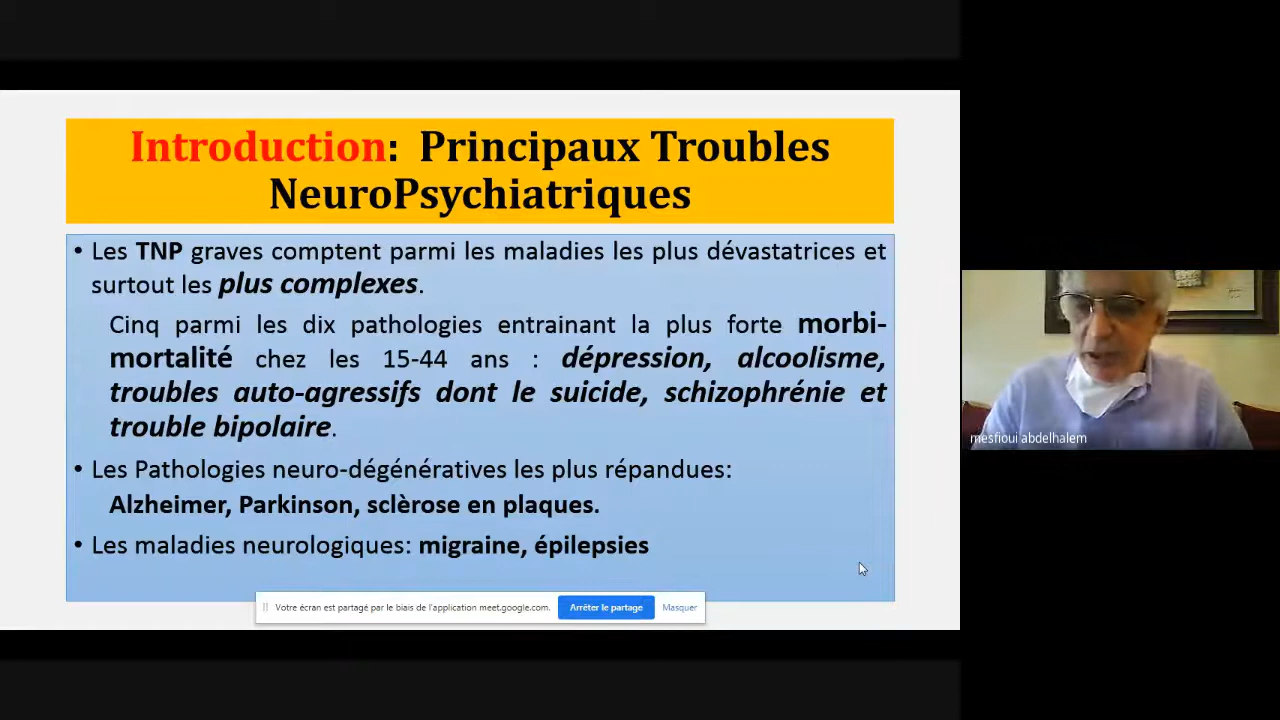 Introduction: Principaux Troubles
NeuroPsychiatriques
• Les TNP graves comptent parmi les maladies les plus dévastatrices et
surtout les plus complexes.
Cinq parmi les dix pathologies entrainant la plus forte morbi-
mortalité chez les 15-44 ans : dépression, alcoolisme,
troubles auto-agressifs dont le suicide, schizophrénie et
trouble bipolaire.
• Les Pathologies neuro-dégénératives les plus répandues:
Alzheimer, Parkinson, sclèrose en plaques.
• Les maladies neurologiques: migraine, épilepsies
Votre écran est partagé par le biais de l'application meet.google.com. Arrêter le partage Masquer
mesfioui abdelhalem